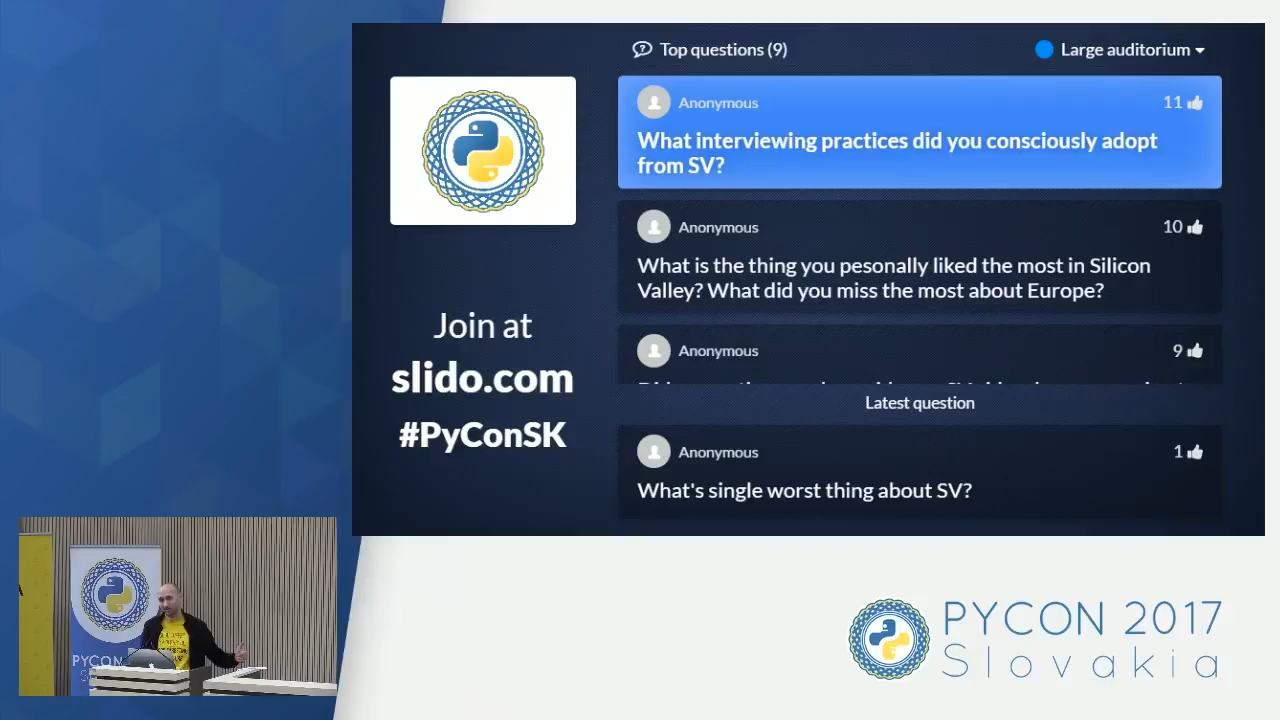 Top questions (9)
Large auditorium
Anonymous
11
What interviewing practices did you consciously adopt
from SV?
Anonymous
10
What is the thing you pesonally liked the most in Silicon
Valley? What did you miss the most about Europe?
Anonymous
9
Latest question
Anonymous
1
What's single worst thing about SV?
Join at
slido.com
#PyConSK
PYCON
PYCON 2017
Slovakia